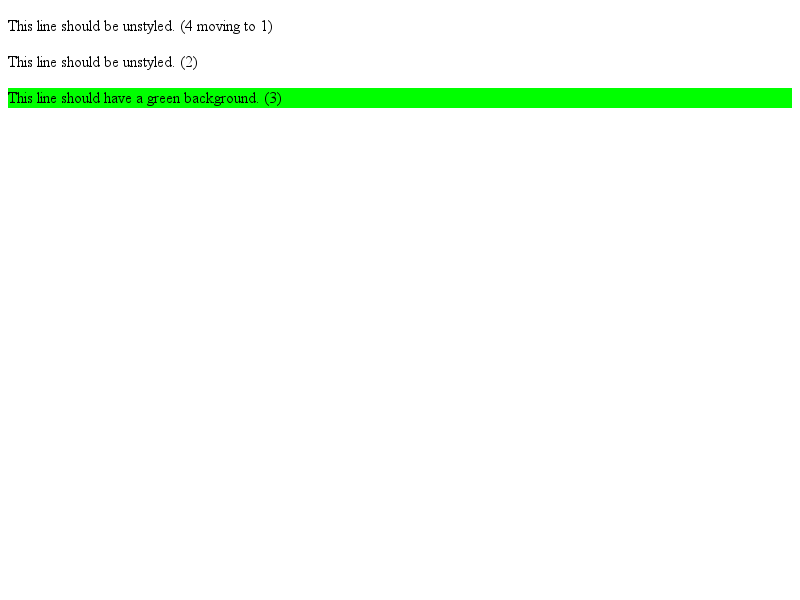 This line should be unstyled. (4 moving to 1)
This line should be unstyled. (2)
This line should have a green background. (3)